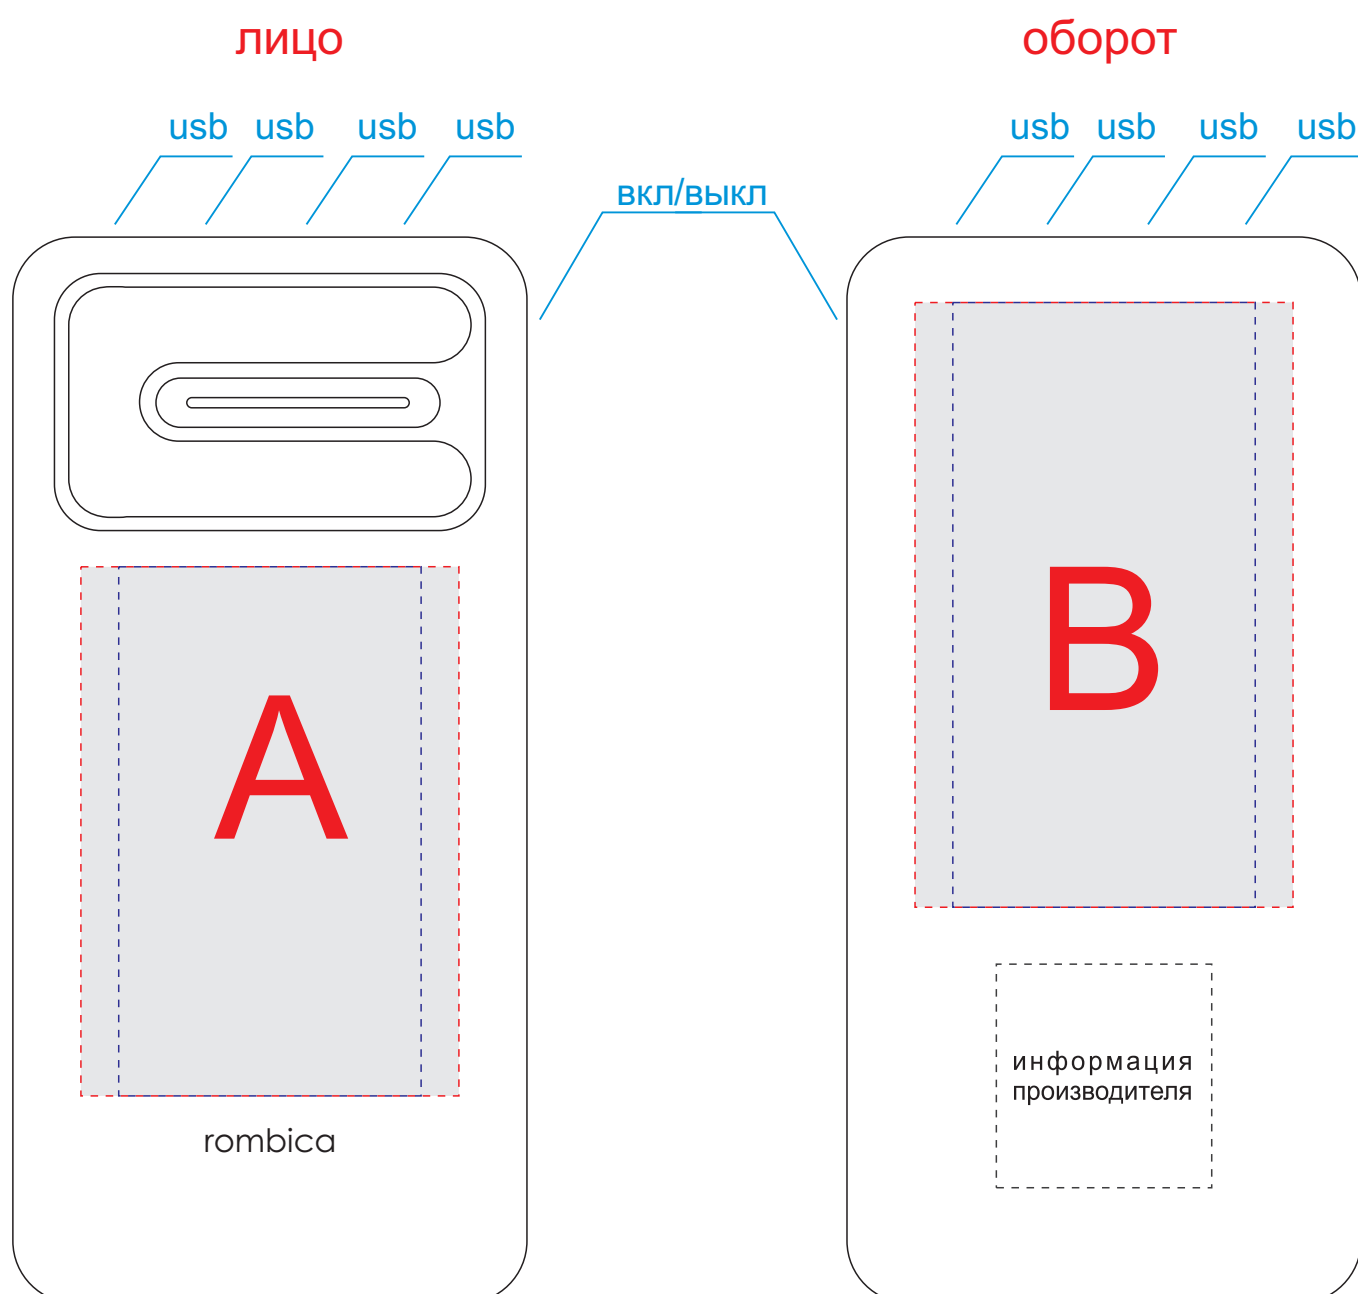 лицо
оборот
usb usb usb usb
usb usb usb usb
вкл/выкл
A
B
rombica
информация
производителя